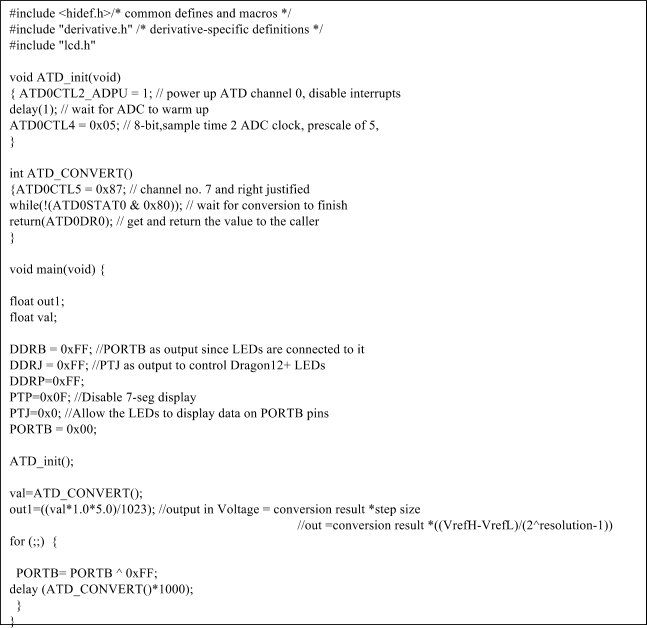 #include <hidef.h>/* common defines and macros */
#include "derivative.h" /* derivative-specific definitions */
#include "lcd.h"
void ATD_init(void)
{ ATD0CTL2_ADPU = 1; // power up ATD channel 0, disable interrupts
delay(1); // wait for ADC to warm up
ATD0CTL4 = 0x05; // 8-bit,sample time 2 ADC clock, prescale of 5,
}
int ATD_CONVERT()
{ATD0CTL5 = 0x87; // channel no. 7 and right justified
while(!(ATD0STAT0 & 0x80)); // wait for conversion to finish
return(ATD0DR0); // get and return the value to the caller
}
void main(void) {
float out1;
float val;
DDRB = 0xFF; //PORTB as output since LEDs are connected to it
DDRJ = 0xFF; //PTJ as output to control Dragon12+ LEDs
DDRP=0xFF;
PTP=0x0F; //Disable 7-seg display
PTJ=0x0; //Allow the LEDs to display data on PORTB pins
PORTB = 0x00;
ATD_init();
val=ATD_CONVERT();
out1=((val*1.0*5.0)/1023); //output in Voltage = conversion result *step size
//out =conversion result *((VrefH-VrefL)/(2^resolution-1))
for (;;) {
PORTB= PORTB ^ 0xFF;
delay (ATD_CONVERT()*1000);
}
}